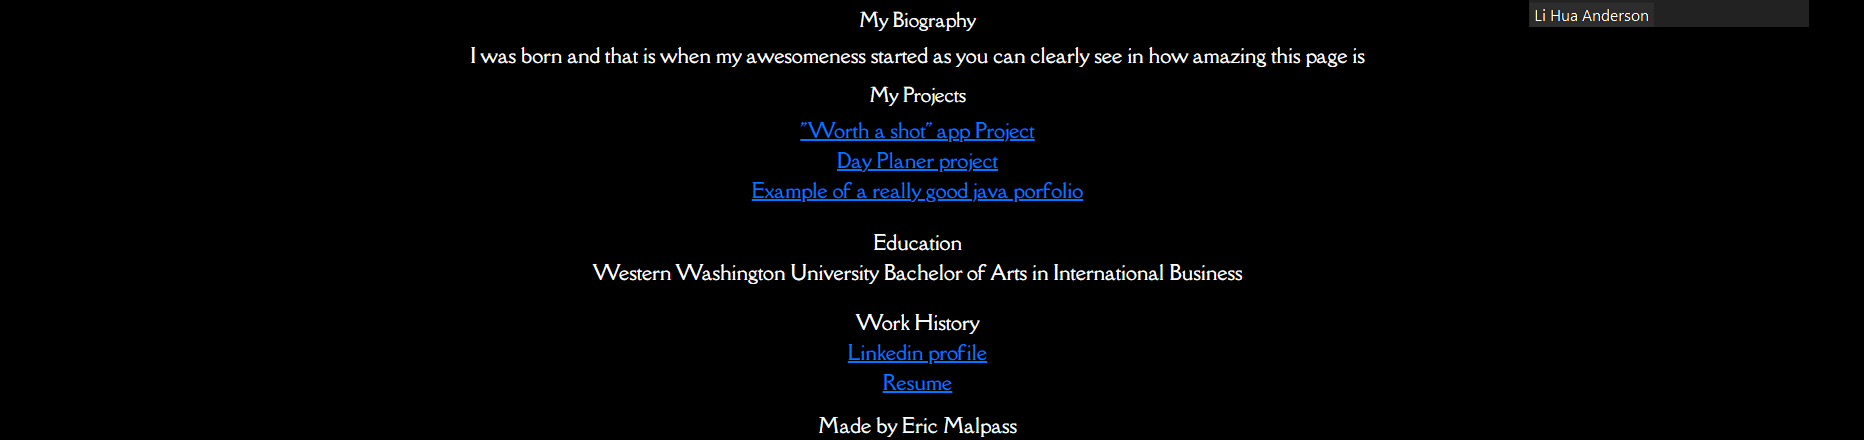 My Biography
Li Hua Anderson
I was born and that is when my awesomeness started as you can clearly see in how amazing this page is
My Projects
"Worth a shot" app Project
Day Planer project
Example of a really good java porfolio
Education
Western Washington University Bachelor of Arts in International Business
Work History
Linkedin profile
Resume
Made by Eric Malpass